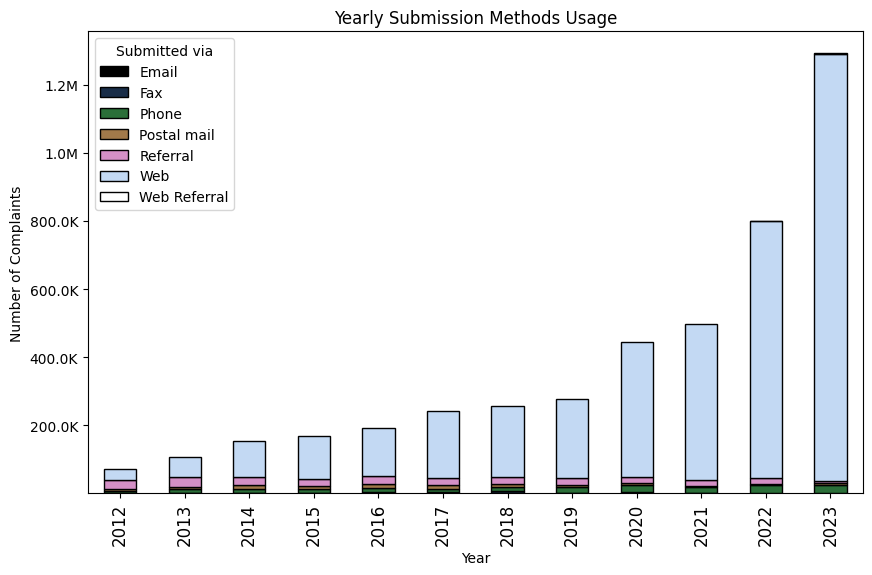 Yearly Submission Methods Usage
Submitted via
Email
Fax
Phone
Postal mail
Referral
Web
Web Referral
Number of Complaints
1.2M
1.0M
800.0K
600.0K
400.0K
200.0K
2012 2013 2014 2015 2016 2017 2018 2019 2020 2021 2022 2023
Year